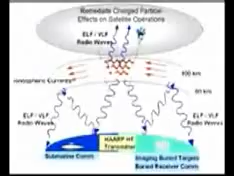 Remediate Charged Particle
Effects on Satellite Operations
ELF / VLF
Radio Waves
Ionospheric Currents
100 km
ELF / VLF
Radio Waves
ELF / VLF
Radio Waves
HAARP HF
Transmitter
Submarine Comm
Imaging Buried Targets
Buried Receiver Comm